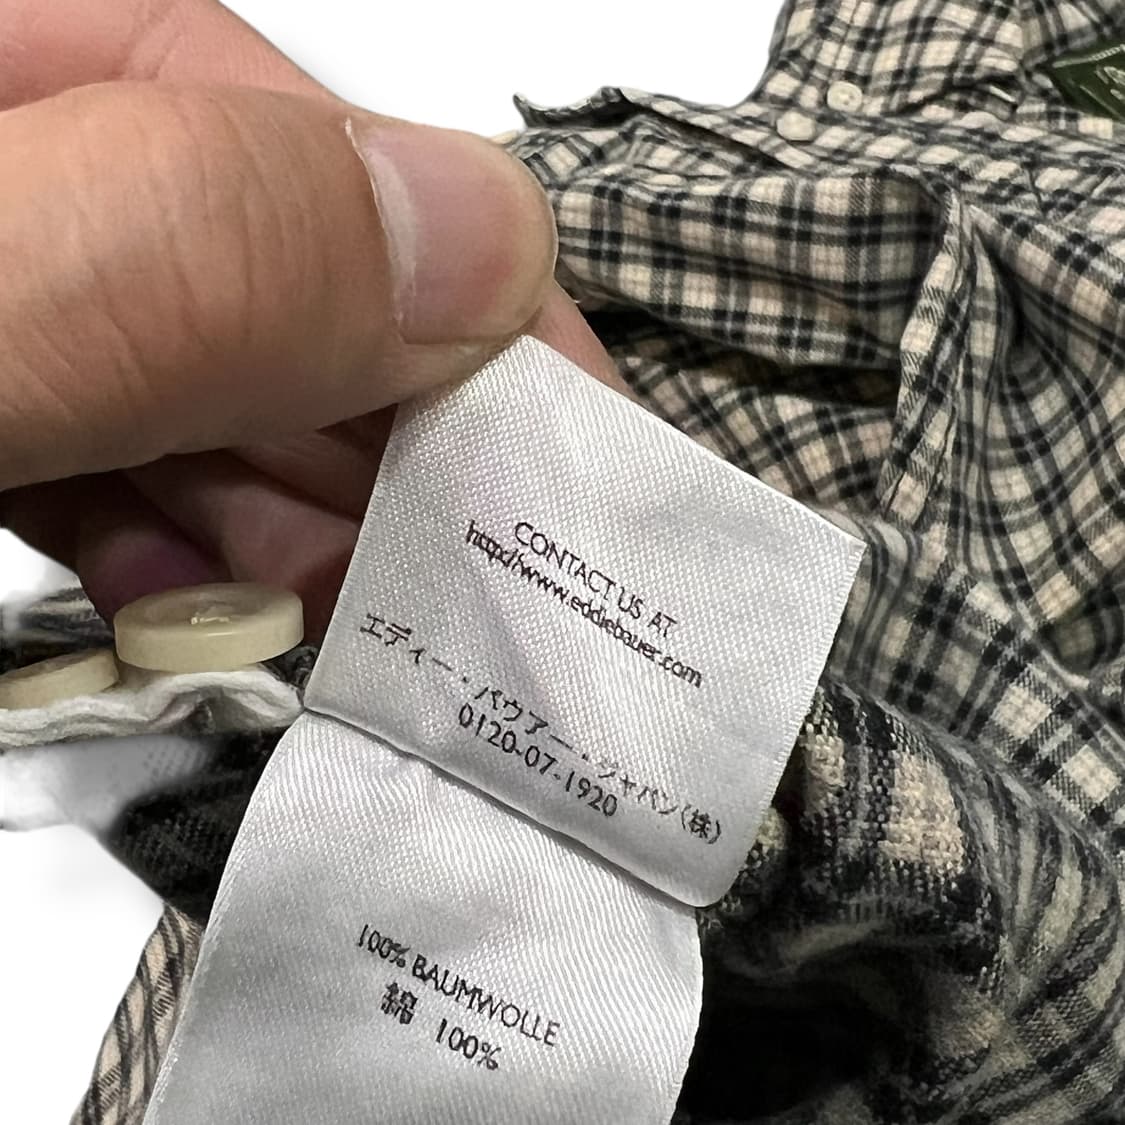 CONTACT US AT
http://www.eddiebauer.com
エディー・バウアー・ジャパン(株)
0120-07-1920
100% BAUMWOLLE
綿 100%